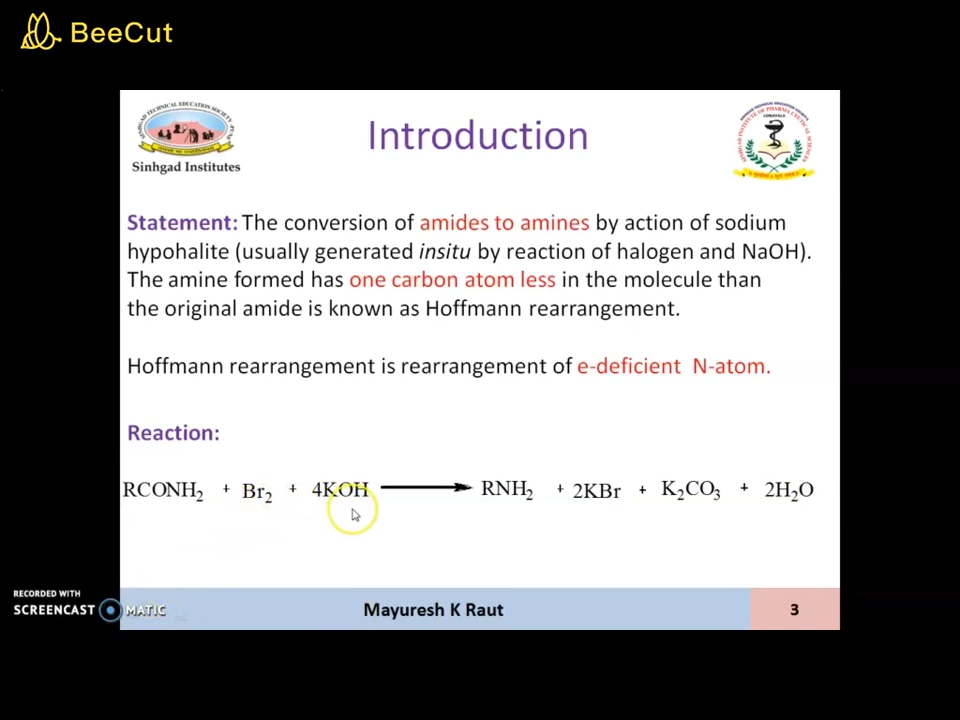 BeeCut
Introduction
Sinhgad Institutes
Statement: The conversion of amides to amines by action of sodium
hypohalite (usually generated insitu by reaction of halogen and NaOH).
The amine formed has one carbon atom less in the molecule than
the original amide is known as Hoffmann rearrangement.
Hoffmann rearrangement is rearrangement of e-deficient N-atom.
Reaction:
RCONH₂ + Br₂ + 4KOH ⟶ RNH₂ + 2KBr + K₂CO₃ + 2H₂O
RECORDED WITH
SCREENCAST MATIC
Mayuresh K Raut
3